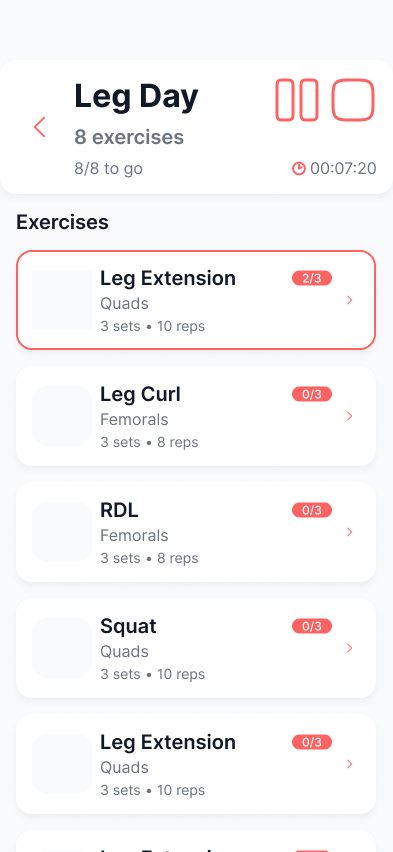 Leg Day
8 exercises
8/8 to go
00:07:20
Exercises
Leg Extension
2/3
Quads
3 sets • 10 reps
Leg Curl
0/3
Femorals
3 sets • 8 reps
RDL
0/3
Femorals
3 sets • 8 reps
Squat
0/3
Quads
3 sets • 10 reps
Leg Extension
0/3
Quads
3 sets • 10 reps